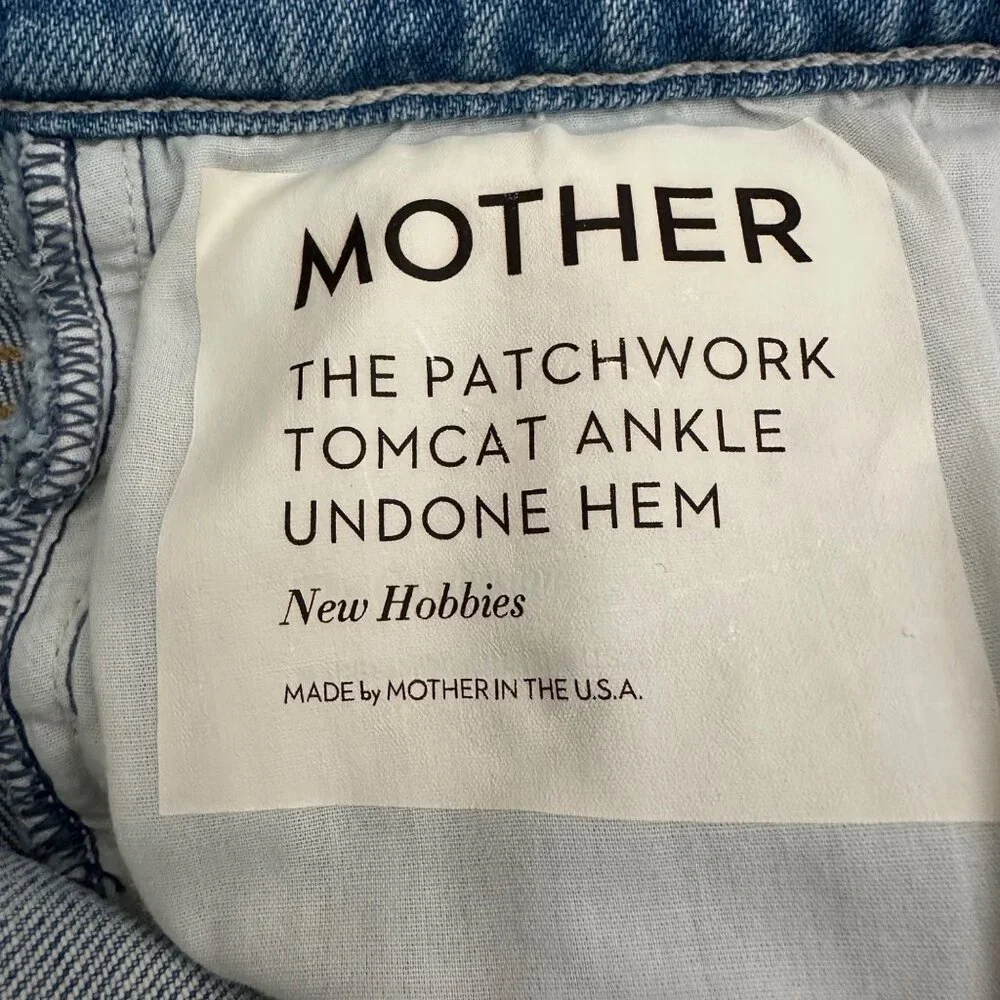 MOTHER
THE PATCHWORK
TOMCAT ANKLE
UNDONE HEM
New Hobbies
MADE by MOTHER IN THE U.S.A.